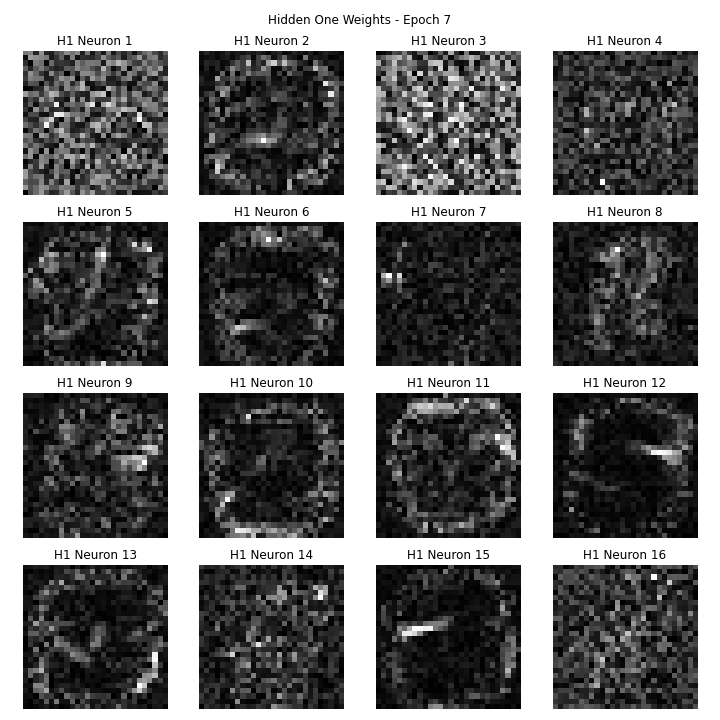 Hidden One Weights - Epoch 7
H1 Neuron 1 H1 Neuron 2 H1 Neuron 3 H1 Neuron 4
H1 Neuron 5 H1 Neuron 6 H1 Neuron 7 H1 Neuron 8
H1 Neuron 9 H1 Neuron 10 H1 Neuron 11 H1 Neuron 12
H1 Neuron 13 H1 Neuron 14 H1 Neuron 15 H1 Neuron 16